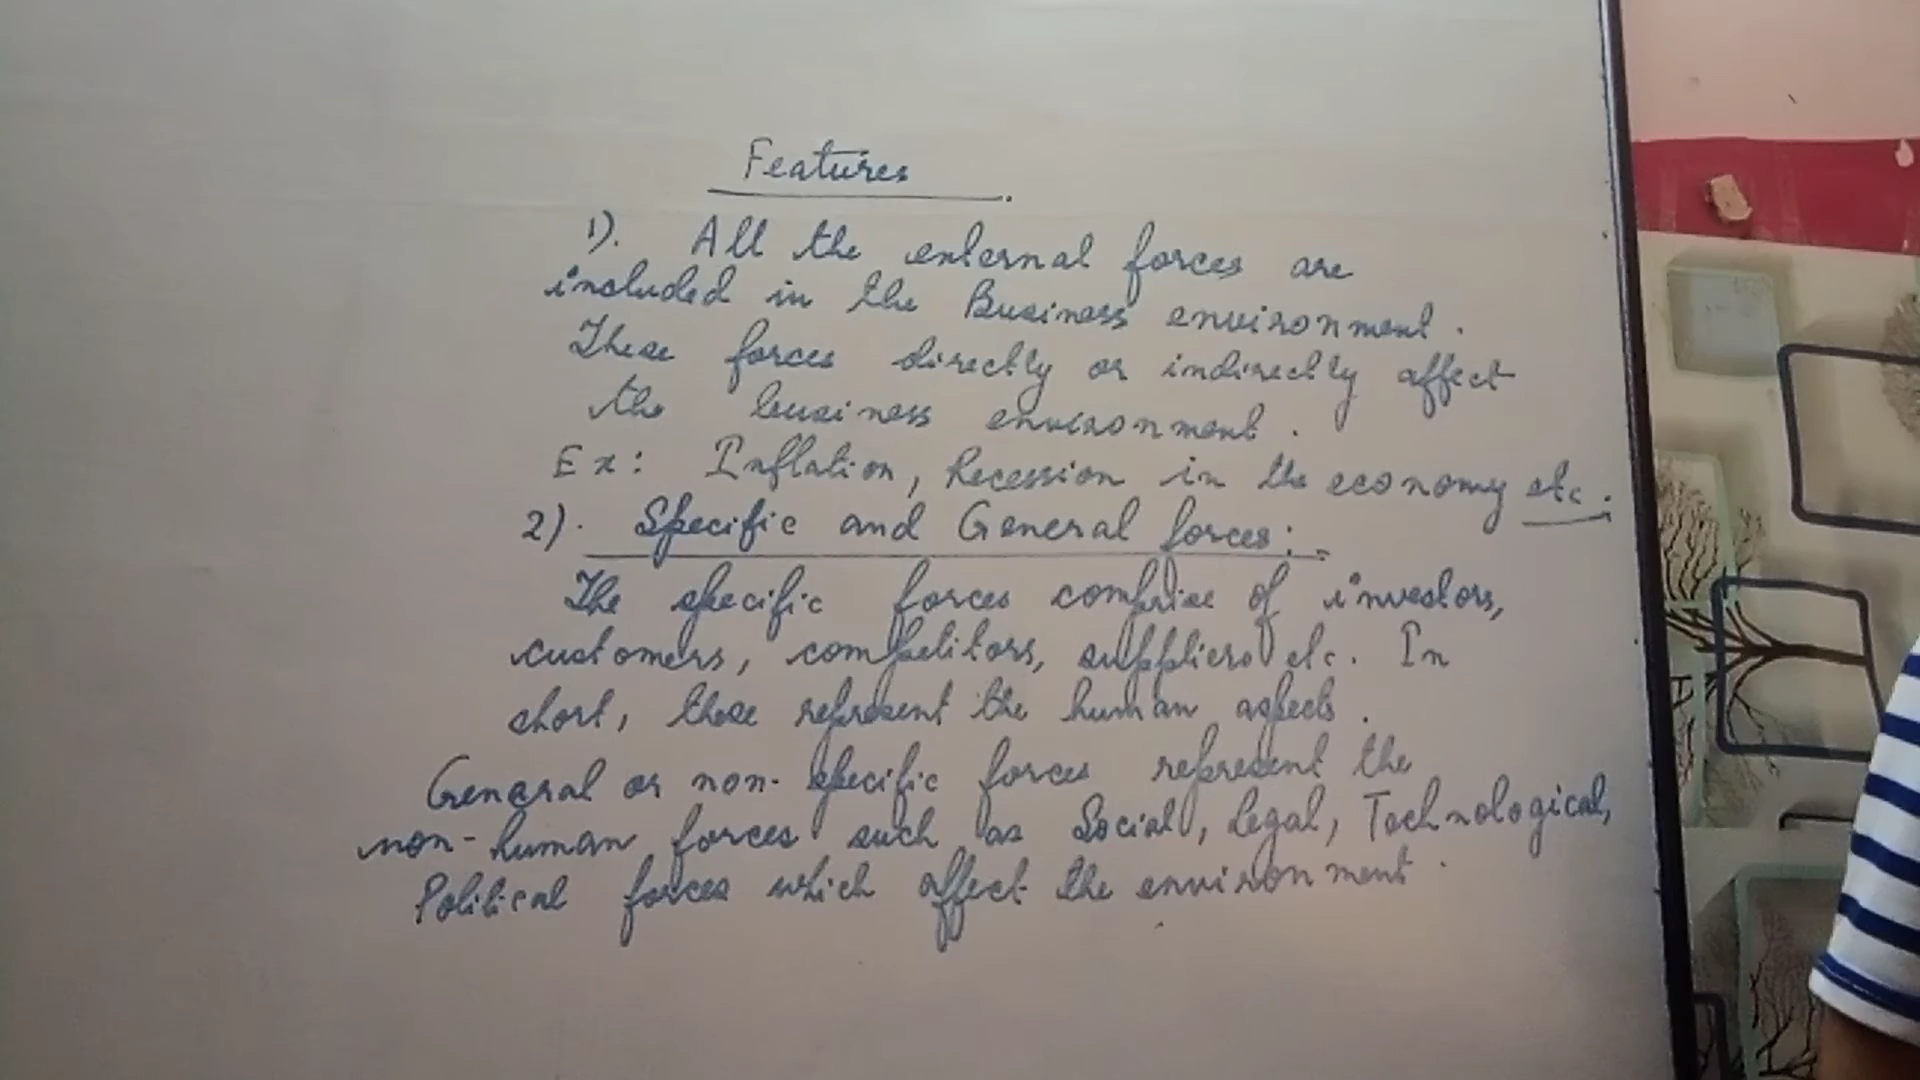 Features
1). All the external forces are
included in the Business environment.
These forces directly or indirectly affect
the business environment.
Ex: Inflation, Recession in the economy etc.
2). Specific and General forces:-
The specific forces comprise of investors,
customers, competitors, suppliers etc. In
short, these represent the human aspects.
General or non-specific forces represent the
non-human forces such as Social, Legal, Technological,
Political forces which affect the environment.